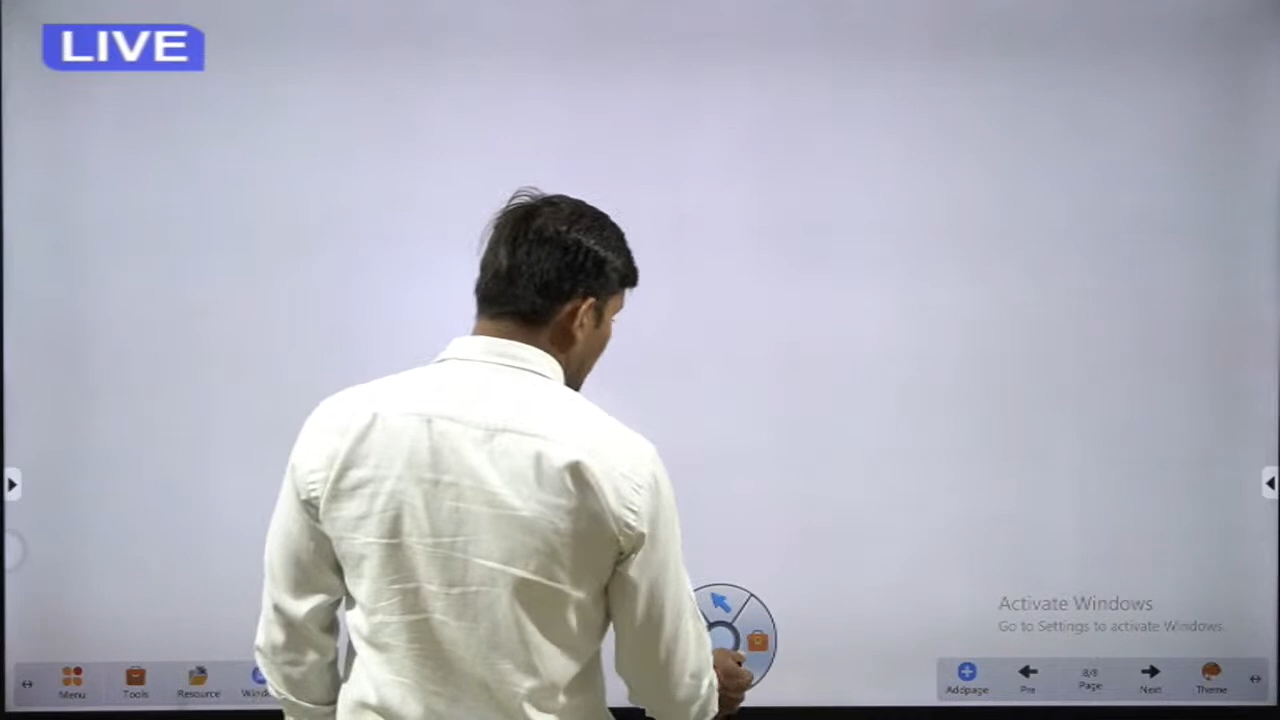 LIVE
Activate Windows
Go to Settings to activate Windows.
Menu
Tools
Resource
Addpage
Pre
8/8
Page
Next
Theme